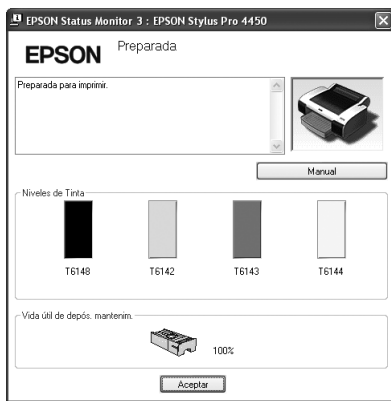 EPSON Status Monitor 3 : EPSON Stylus Pro 4450
EPSON
Preparada
Preparada para imprimir.
Manual
Niveles de Tinta
T6148 T6142 T6143 T6144
Vida útil de depós. mantenim.
100%
Aceptar